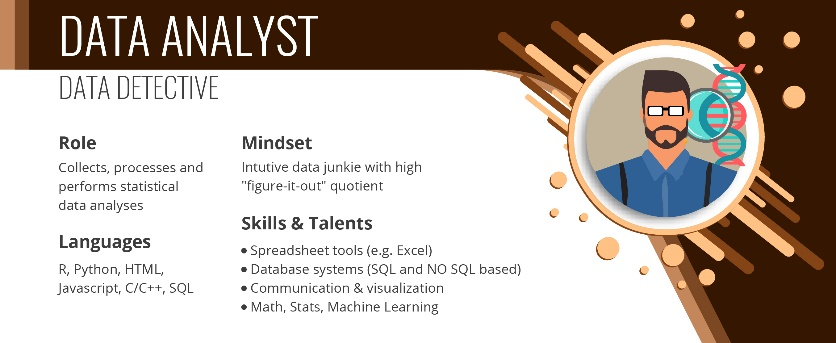 DATA ANALYST
DATA DETECTIVE
Role
Collects, processes and
performs statistical
data analyses
Languages
R, Python, HTML,
Javascript, C/C++, SQL
Mindset
Intutive data junkie with high
"figure-it-out" quotient
Skills & Talents
• Spreadsheet tools (e.g. Excel)
• Database systems (SQL and NO SQL based)
• Communication & visualization
• Math, Stats, Machine Learning